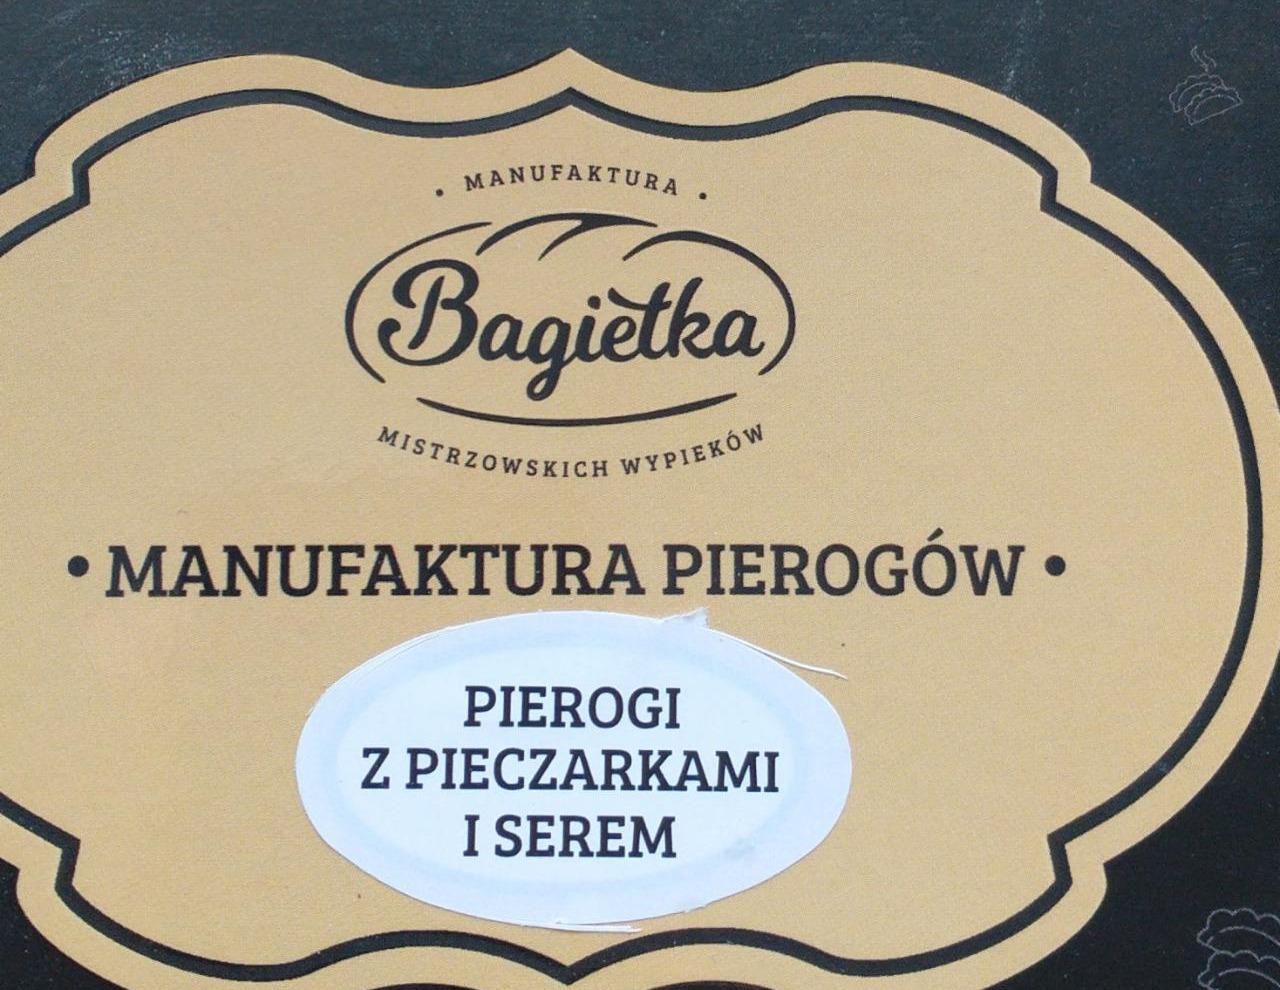 • MANUFAKTURA •
Bagietka
MISTRZOWSKICH WYPIEKÓW
• MANUFAKTURA PIEROGÓW •
PIEROGI
Z PIECZARKAMI
I SEREM